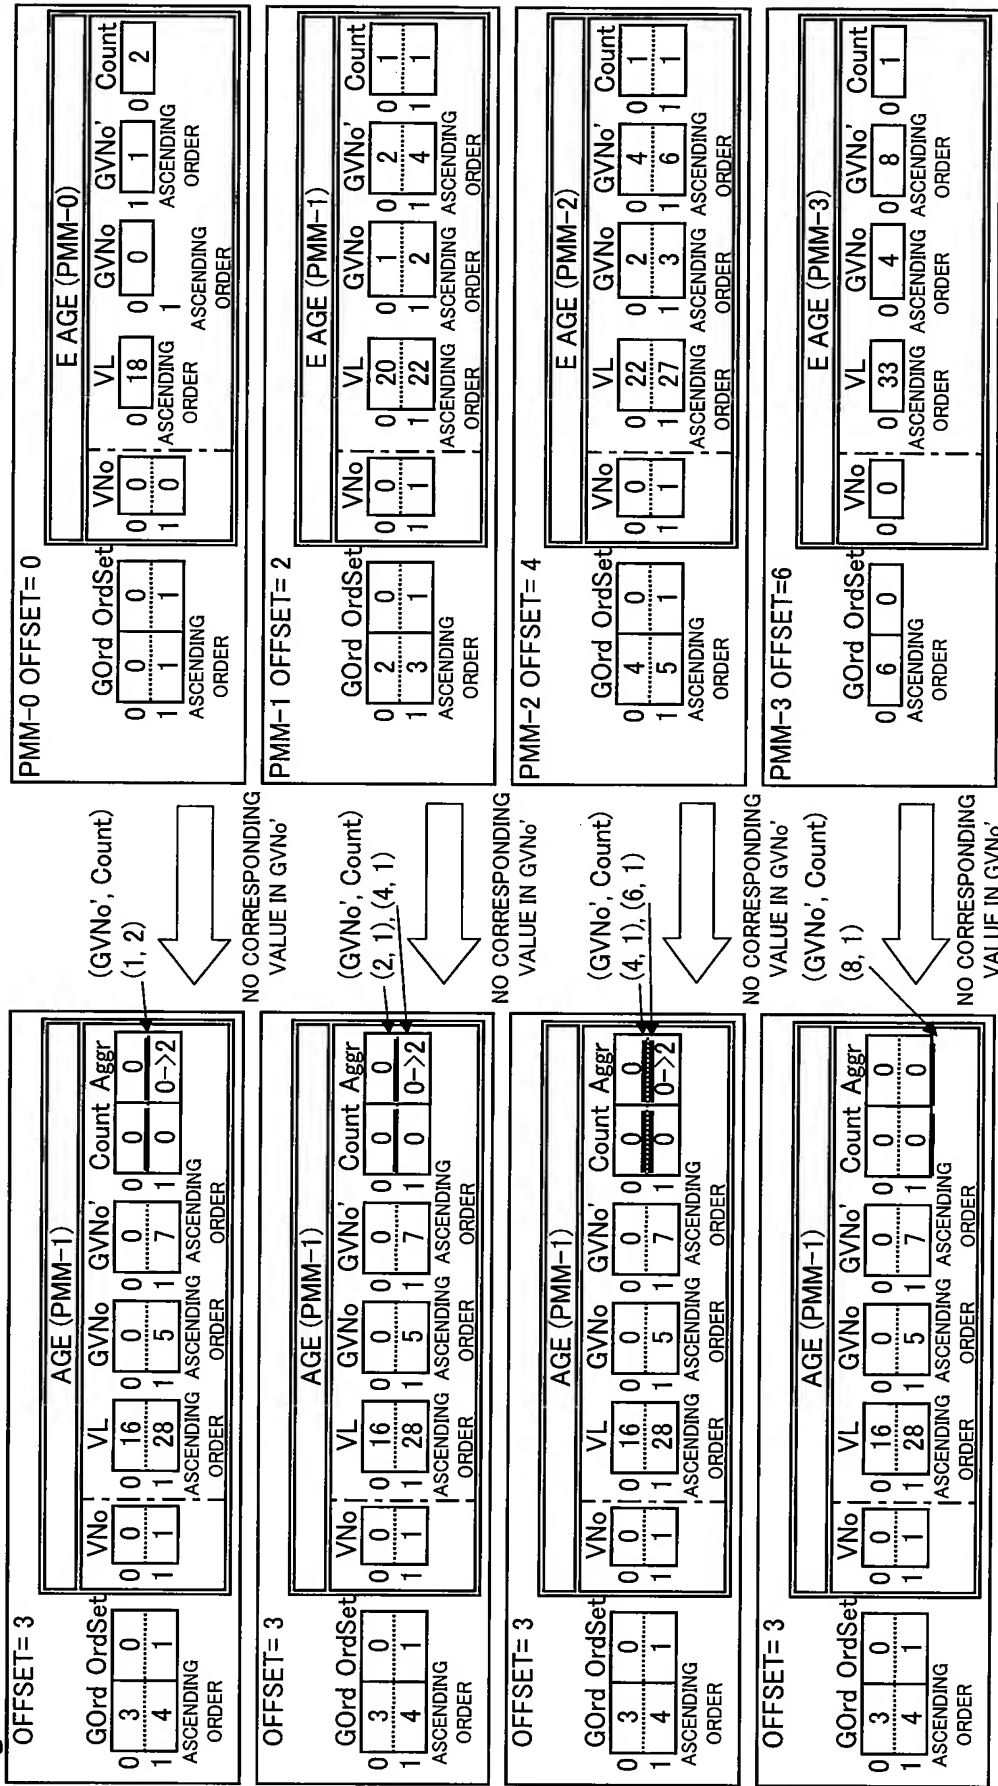 OFFSET= 3
AGE (PMM-1)
GOrd OrdSet VNo VL GVNo GVNo' Count Aggr
0 3 0 0 0 0 16 0 0 0 0 0 0 0
1 4 1 1 1 1 28 1 5 1 7 1 0 0->2
ASCENDING ASCENDING ASCENDING ASCENDING
ORDER ORDER ORDER ORDER
(GVNo', Count)
(1, 2)
NO CORRESPONDING
VALUE IN GVNo'
PMM-0 OFFSET= 0
E AGE (PMM-0)
GOrd OrdSet VNo VL GVNo GVNo' Count
0 0 0 0 0 0 18 0 0 1 1 0 2
1 1 1 1 0 1
ASCENDING ASCENDING ASCENDING ASCENDING
ORDER ORDER ORDER ORDER
OFFSET= 3
AGE (PMM-1)
GOrd OrdSet VNo VL GVNo GVNo' Count Aggr
0 3 0 0 0 0 16 0 0 0 0 0 0 0
1 4 1 1 1 1 28 1 5 1 7 1 0 0->2
ASCENDING ASCENDING ASCENDING ASCENDING
ORDER ORDER ORDER ORDER
(GVNo', Count)
(2, 1), (4, 1)
NO CORRESPONDING
VALUE IN GVNo'
PMM-1 OFFSET= 2
E AGE (PMM-1)
GOrd OrdSet VNo VL GVNo GVNo' Count
0 2 0 0 0 0 20 0 1 0 2 0 1
1 3 1 1 1 1 22 1 2 1 4 1 1
ASCENDING ASCENDING ASCENDING ASCENDING
ORDER ORDER ORDER ORDER
OFFSET= 3
AGE (PMM-1)
GOrd OrdSet VNo VL GVNo GVNo' Count Aggr
0 3 0 0 0 0 16 0 0 0 0 0 0 0
1 4 1 1 1 1 28 1 5 1 7 1 0 0->2
ASCENDING ASCENDING ASCENDING ASCENDING
ORDER ORDER ORDER ORDER
(GVNo', Count)
(4, 1), (6, 1)
NO CORRESPONDING
VALUE IN GVNo'
PMM-2 OFFSET= 4
E AGE (PMM-2)
GOrd OrdSet VNo VL GVNo GVNo' Count
0 4 0 0 0 0 22 0 2 0 4 0 1
1 5 1 1 1 1 27 1 3 1 6 1 1
ASCENDING ASCENDING ASCENDING ASCENDING
ORDER ORDER ORDER ORDER
OFFSET= 3
AGE (PMM-1)
GOrd OrdSet VNo VL GVNo GVNo' Count Aggr
0 3 0 0 0 0 16 0 0 0 0 0 0 0
1 4 1 1 1 1 28 1 5 1 7 1 0 0
ASCENDING ASCENDING ASCENDING ASCENDING
ORDER ORDER ORDER ORDER
(GVNo', Count)
(8, 1)
NO CORRESPONDING
VALUE IN GVNo'
PMM-3 OFFSET=6
E AGE (PMM-3)
GOrd OrdSet VNo VL GVNo GVNo' Count
0 6 0 0 0 0 33 0 4 0 8 0 1
ASCENDING ASCENDING ASCENDING ASCENDING
ORDER ORDER ORDER ORDER